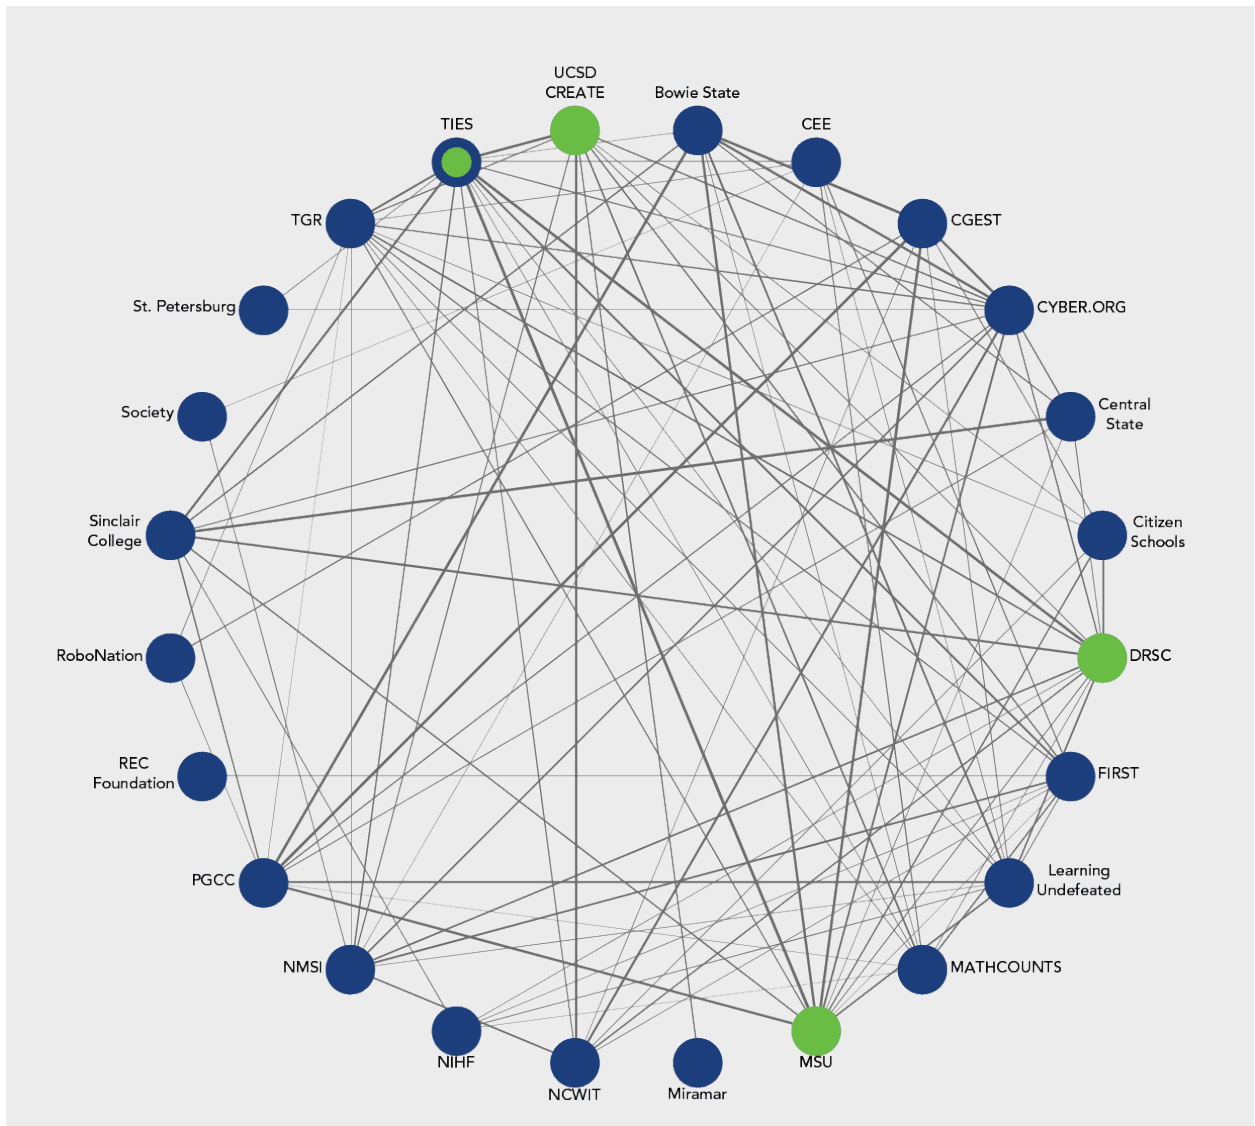 UCSD
CREATE
Bowie State
CEE
TIES
TGR
CGEST
St. Petersburg
CYBER.ORG
Society
Central
State
Sinclair
College
Citizen
Schools
RoboNation
DRSC
REC
Foundation
FIRST
PGCC
Learning
Undefeated
NMSI
MATHCOUNTS
NIHF
MSU
NCWIT
Miramar